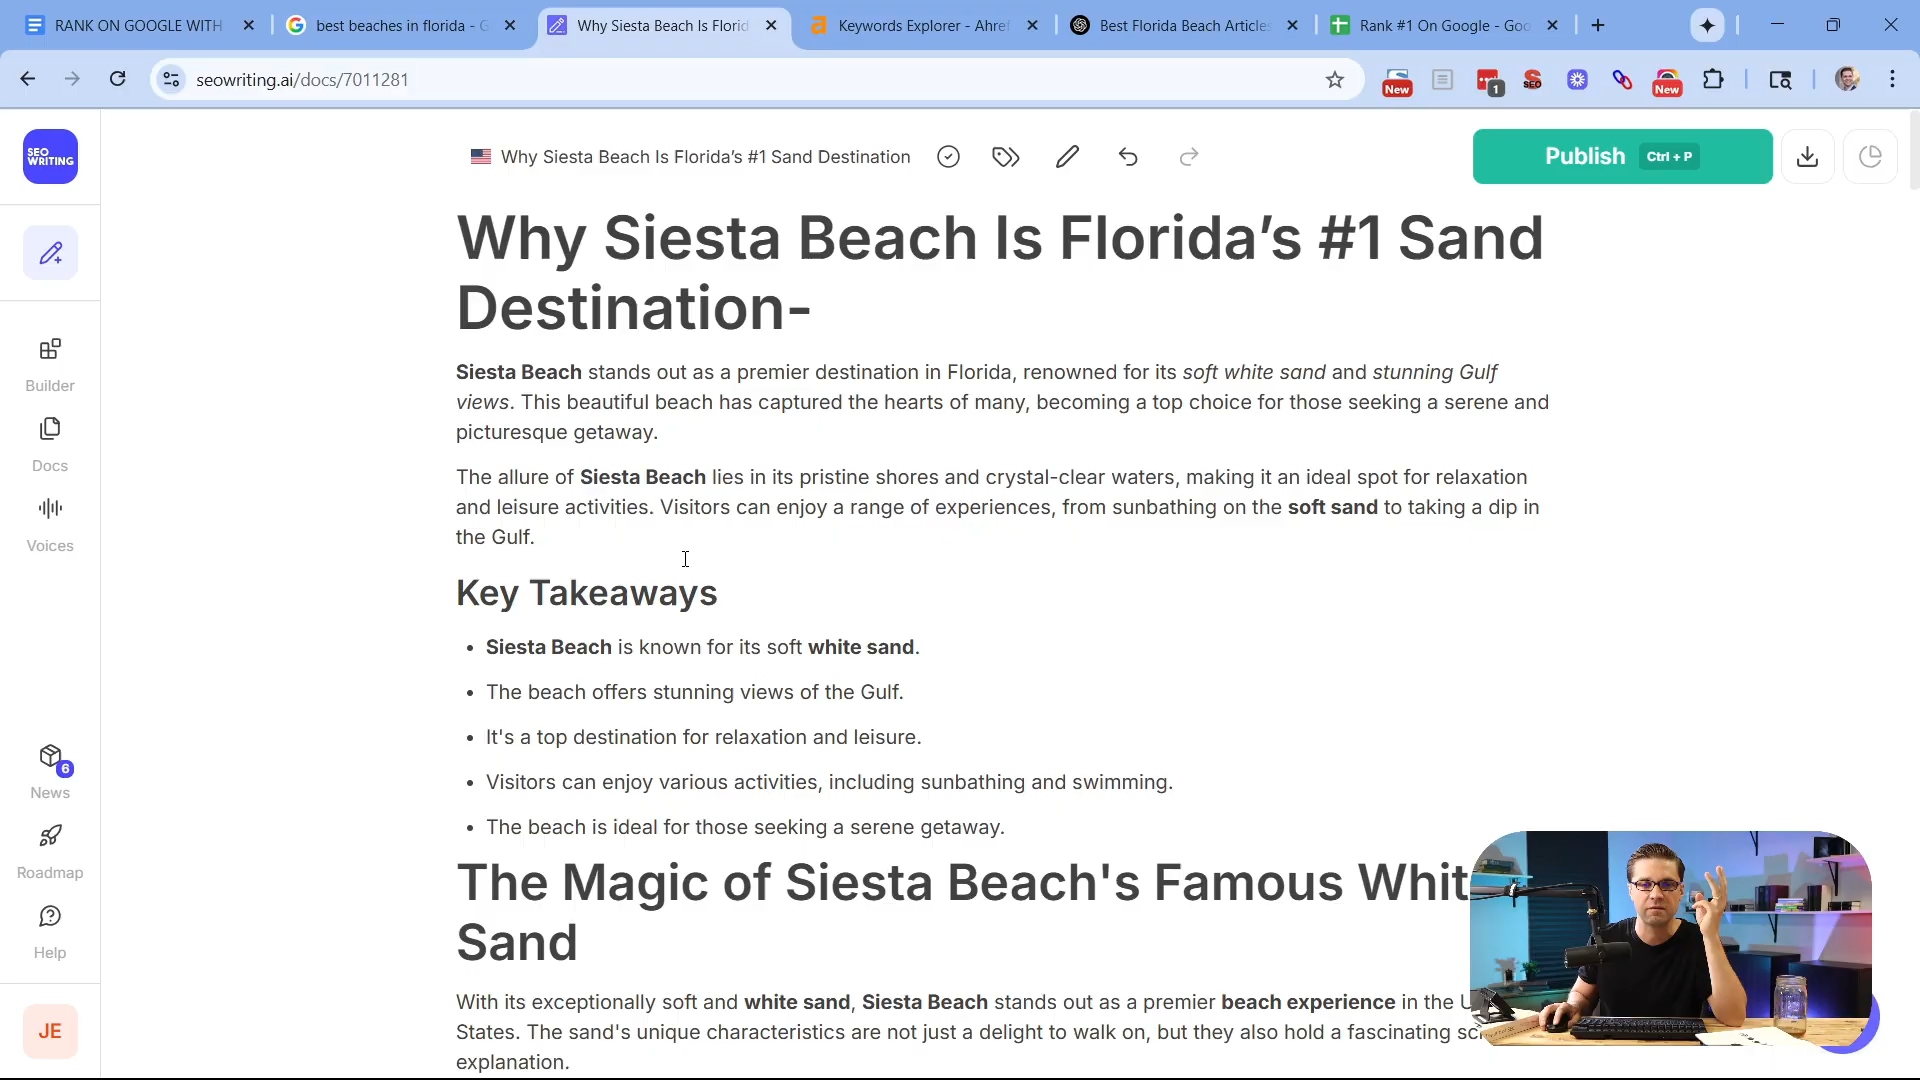 RANK ON GOOGLE WITH
best beaches in florida - G
Why Siesta Beach Is Florid
Keywords Explorer - Ahref
Best Florida Beach Articles
Rank #1 On Google - Goo
seowriting.ai/docs/7011281
New
1
SEO
New
SEO
WRITING
Why Siesta Beach Is Florida's #1 Sand Destination
Publish Ctrl + P
Why Siesta Beach Is Florida's #1 Sand
Destination-
Siesta Beach stands out as a premier destination in Florida, renowned for its soft white sand and stunning Gulf
views. This beautiful beach has captured the hearts of many, becoming a top choice for those seeking a serene and
picturesque getaway.
The allure of Siesta Beach lies in its pristine shores and crystal-clear waters, making it an ideal spot for relaxation
and leisure activities. Visitors can enjoy a range of experiences, from sunbathing on the soft sand to taking a dip in
the Gulf.
Key Takeaways
• Siesta Beach is known for its soft white sand.
• The beach offers stunning views of the Gulf.
• It's a top destination for relaxation and leisure.
• Visitors can enjoy various activities, including sunbathing and swimming.
• The beach is ideal for those seeking a serene getaway.
The Magic of Siesta Beach's Famous Whit
Sand
With its exceptionally soft and white sand, Siesta Beach stands out as a premier beach experience in the U
States. The sand's unique characteristics are not just a delight to walk on, but they also hold a fascinating sc
explanation.
Builder
Docs
Voices
6
News
Roadmap
Help
JE